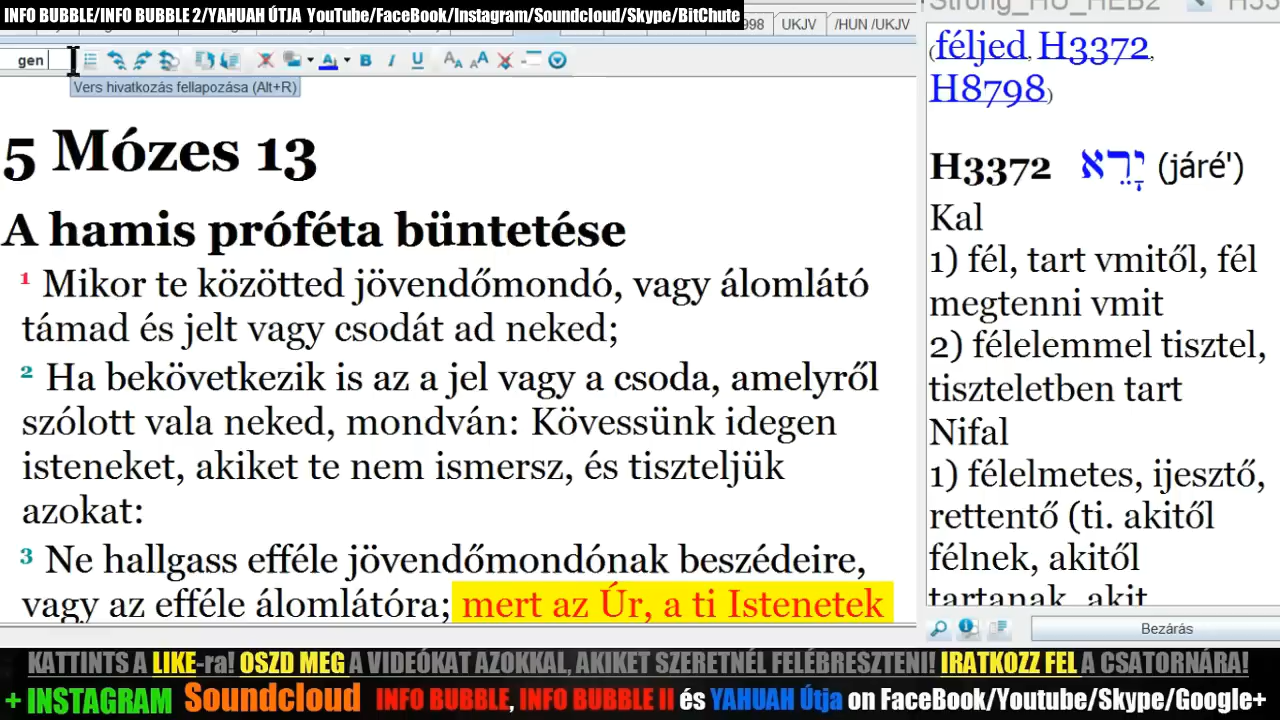 INFO BUBBLE/INFO BUBBLE 2/YAHUAH ÚTJA YouTube/FaceBook/Instagram/Soundcloud/Skype/BitChute
998 UKJV /HUN /UKJV
Strong_HU_HEB2
gen
Vers hivatkozás fellapozása (Alt+R)
5 Mózes 13
A hamis próféta büntetése
1 Mikor te közötted jövendőmondó, vagy álomlátó
támad és jelt vagy csodát ad neked;
2 Ha bekövetkezik is az a jel vagy a csoda, amelyről
szólott vala neked, mondván: Kövessünk idegen
isteneket, akiket te nem ismersz, és tiszteljük
azokat:
3 Ne hallgass efféle jövendőmondónak beszédeire,
vagy az efféle álomlátóra; mert az Úr, a ti Istenetek
(féljed, H3372,
H8798)
H3372 יָרֵא (járé')
Kal
1) fél, tart vmitől, fél
megtenni vmit
2) félelemmel tisztel,
tiszteletben tart
Nifal
1) félelmetes, ijesztő,
rettentő (ti. akitől
félnek, akitől
tartanak, akit
Bezárás
KATTINTS A LIKE-ra! OSZD MEG A VIDEÓKAT AZOKKAL, AKIKET SZERETNÉL FELÉBRESZTENI! IRATKOZZ FEL A CSATORNÁRA!
+ INSTAGRAM Soundcloud INFO BUBBLE, INFO BUBBLE II és YAHUAH Útja on FaceBook/Youtube/Skype/Google+